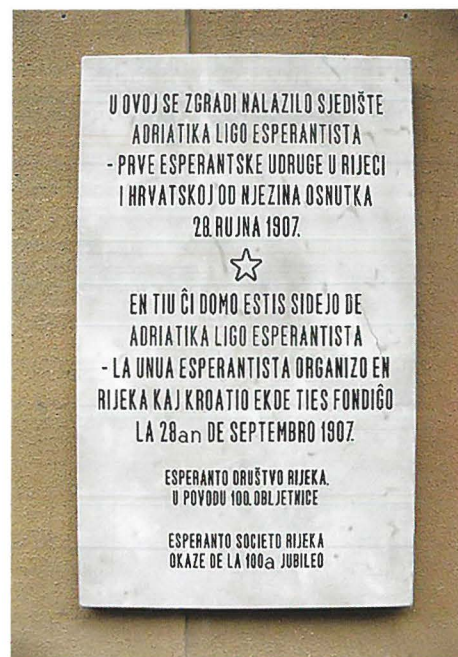 U OVOJ SE ZGRADI NALAZILO SJEDIŠTE
ADRIATIKA LIGO ESPERANTISTA
- PRVE ESPERANTSKE UDRUGE U RIJECI
I HRVATSKOJ OD NJEZINA OSNUTKA
28. RUJNA 1907.
EN TIU ĈI DOMO ESTIS SIDEJO DE
ADRIATIKA LIGO ESPERANTISTA
- LA UNUA ESPERANTISTA ORGANIZO EN
RIJEKA KAJ KROATIO EKDE TIES FONDIĜO
LA 28an DE SEPTEMBRO 1907.
ESPERANTO DRUŠTVO RIJEKA,
U POVODU 100. OBLJETNICE
ESPERANTO SOCIETO RIJEKA
OKAZE DE LA 100a JUBILEO